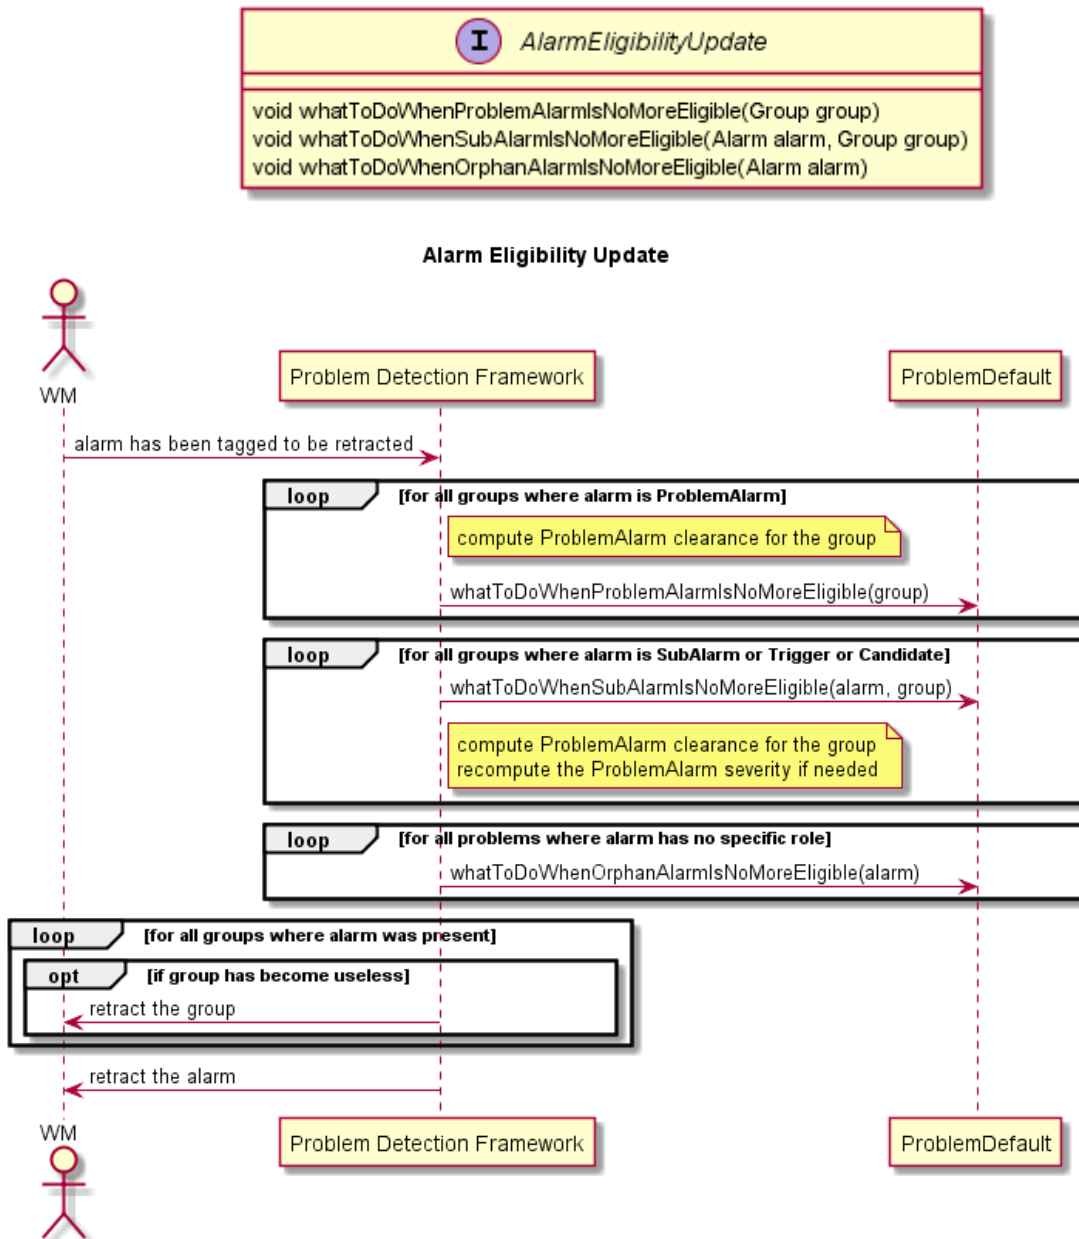 I AlarmEligibilityUpdate
void whatToDoWhenProblemAlarmIsNoMoreEligible(Group group)
void whatToDoWhenSubAlarmIsNoMoreEligible(Alarm alarm, Group group)
void whatToDoWhenOrphanAlarmIsNoMoreEligible(Alarm alarm)
Alarm Eligibility Update
WM
Problem Detection Framework
ProblemDefault
alarm has been tagged to be retracted
loop [for all groups where alarm is ProblemAlarm]
compute ProblemAlarm clearance for the group
whatToDoWhenProblemAlarmIsNoMoreEligible(group)
loop [for all groups where alarm is SubAlarm or Trigger or Candidate]
whatToDoWhenSubAlarmIsNoMoreEligible(alarm, group)
compute ProblemAlarm clearance for the group
recompute the ProblemAlarm severity if needed
loop [for all problems where alarm has no specific role]
whatToDoWhenOrphanAlarmIsNoMoreEligible(alarm)
loop [for all groups where alarm was present]
opt [if group has become useless]
retract the group
retract the alarm
WM
Problem Detection Framework
ProblemDefault